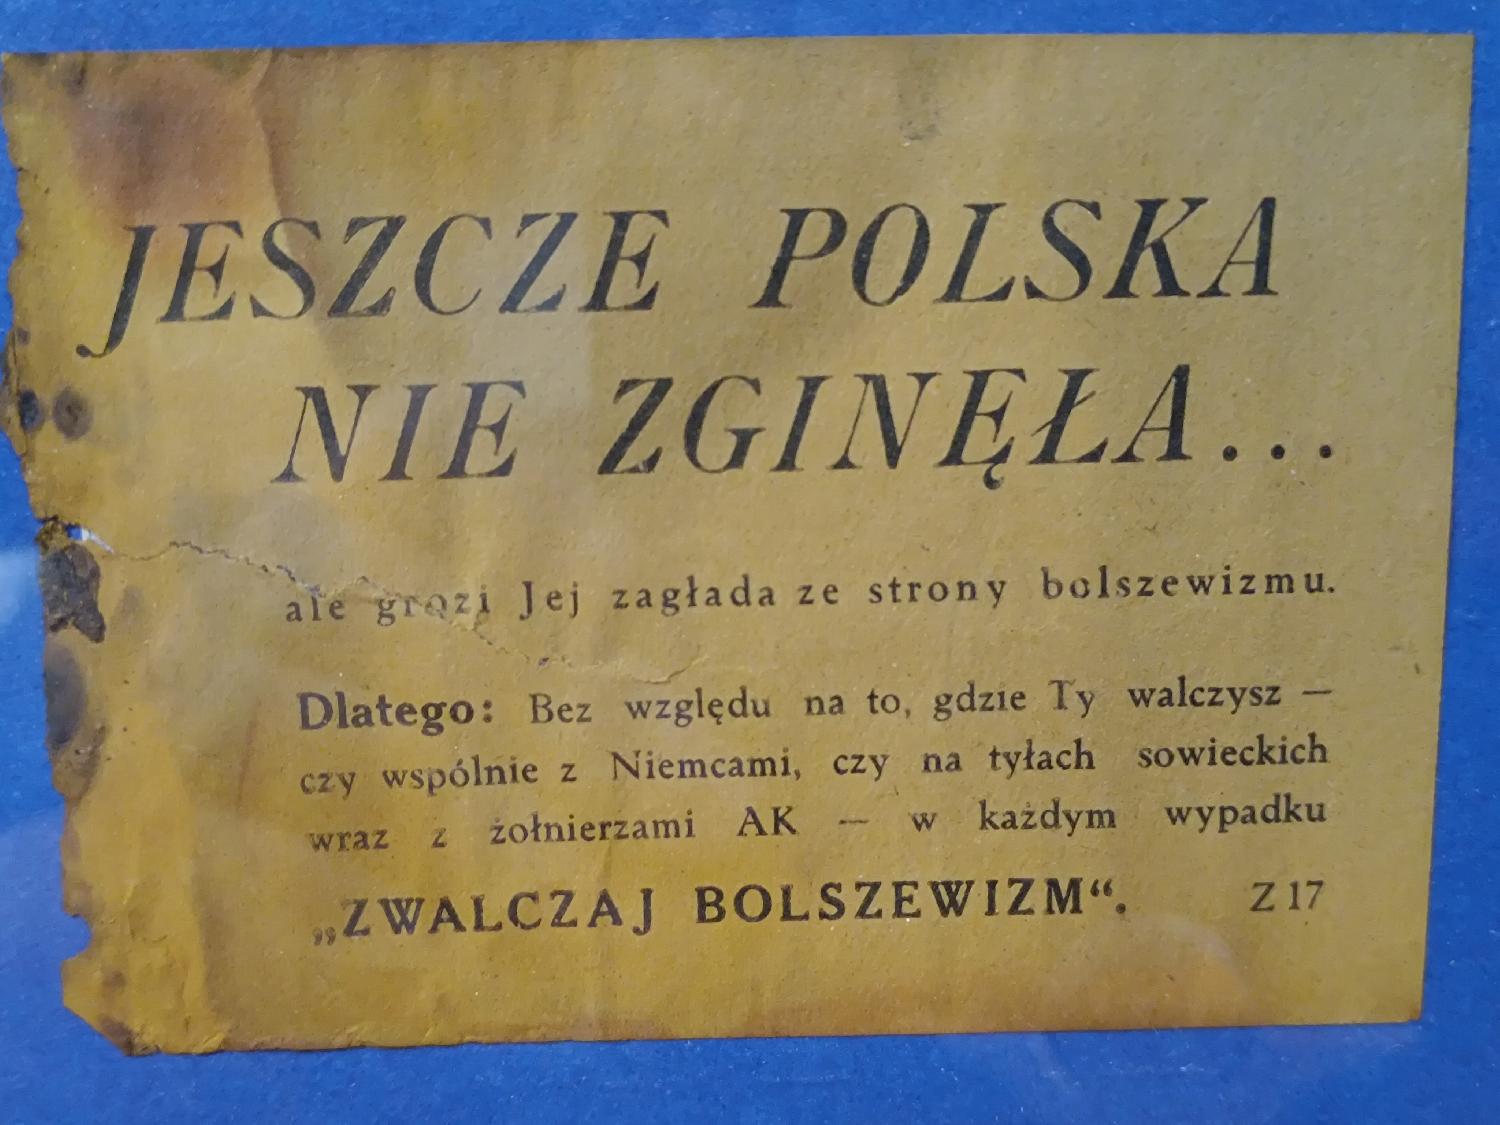 JESZCZE POLSKA
NIE ZGINĘŁA...
ale grozi Jej zagłada ze strony bolszewizmu.
Dlatego: Bez względu na to, gdzie Ty walczysz —
czy wspólnie z Niemcami, czy na tyłach sowieckich
wraz z żołnierzami AK — w każdym wypadku
„ZWALCZAJ BOLSZEWIZM“. Z 17